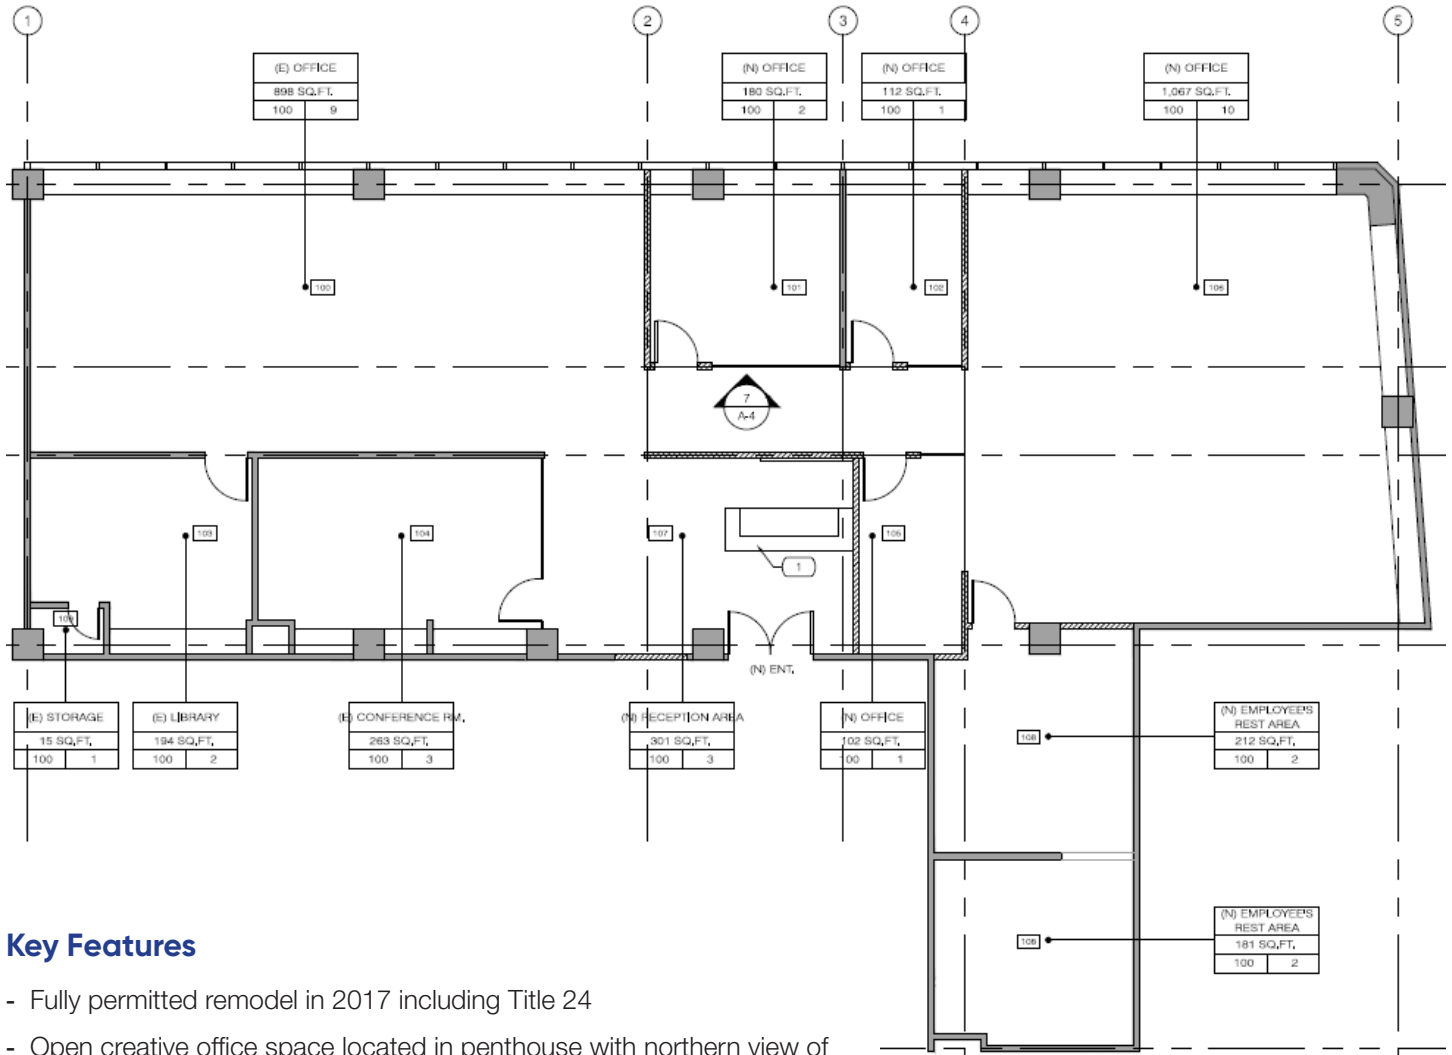 1
2
3
4
5
(E) OFFICE
898 SQ.FT.
100 9
(N) OFFICE
180 SQ.FT.
100 2
(N) OFFICE
112 SQ.FT.
100 1
(N) OFFICE
1,067 SQ.FT.
100 10
100
101
102
106
7
A-4
103
104
107
105
1
109
(N) ENT.
(E) STORAGE
15 SQ.FT.
100 1
(E) LIBRARY
194 SQ.FT.
100 2
(E) CONFERENCE RM.
263 SQ.FT.
100 3
(N) RECEPTION AREA
301 SQ.FT.
100 3
(N) OFFICE
102 SQ.FT.
100 1
108
(N) EMPLOYEE'S
REST AREA
212 SQ.FT.
100 2
(N) EMPLOYEE'S
REST AREA
181 SQ.FT.
100 2
Key Features
- Fully permitted remodel in 2017 including Title 24
- Open creative office space located in penthouse with northern view of